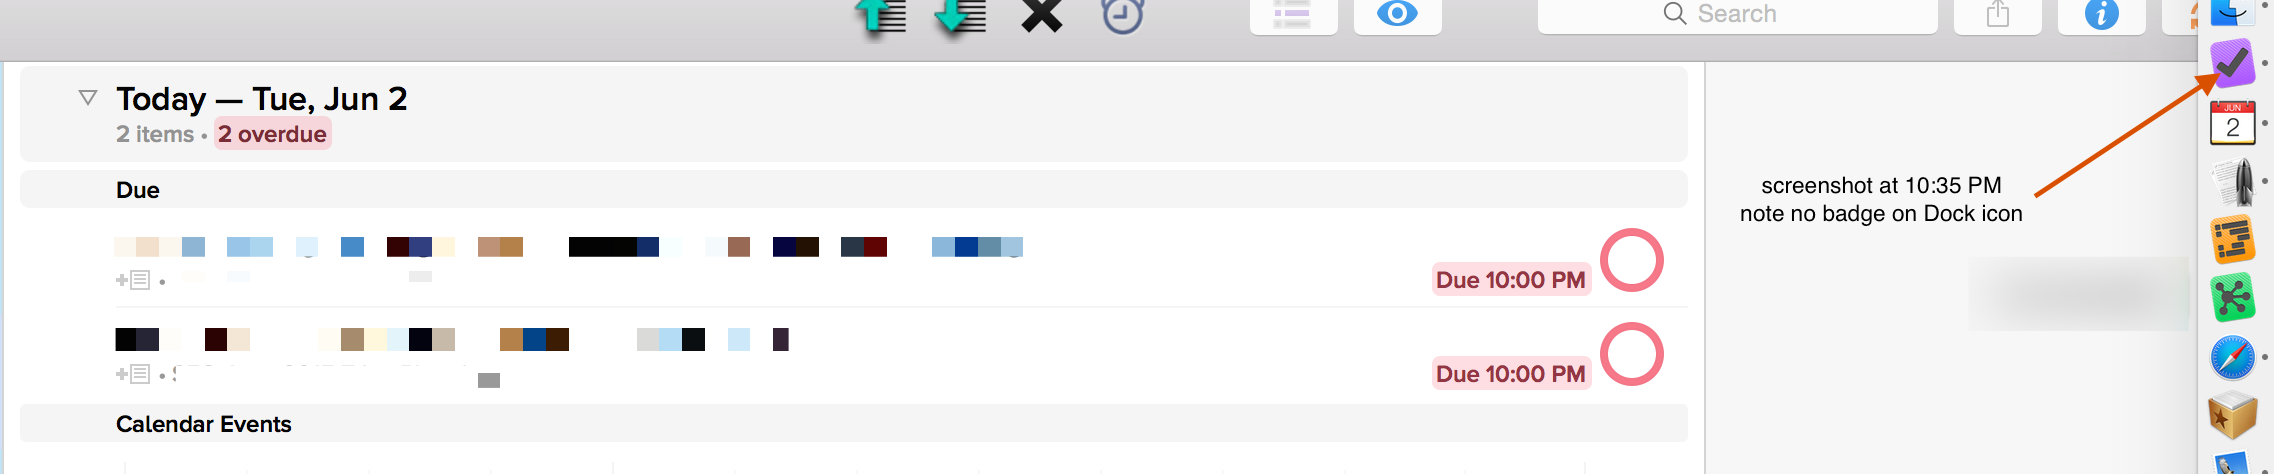 Search
Today — Tue, Jun 2
2 items • 2 overdue
Due
Due 10:00 PM
Due 10:00 PM
Calendar Events
screenshot at 10:35 PM
note no badge on Dock icon
JUN
2